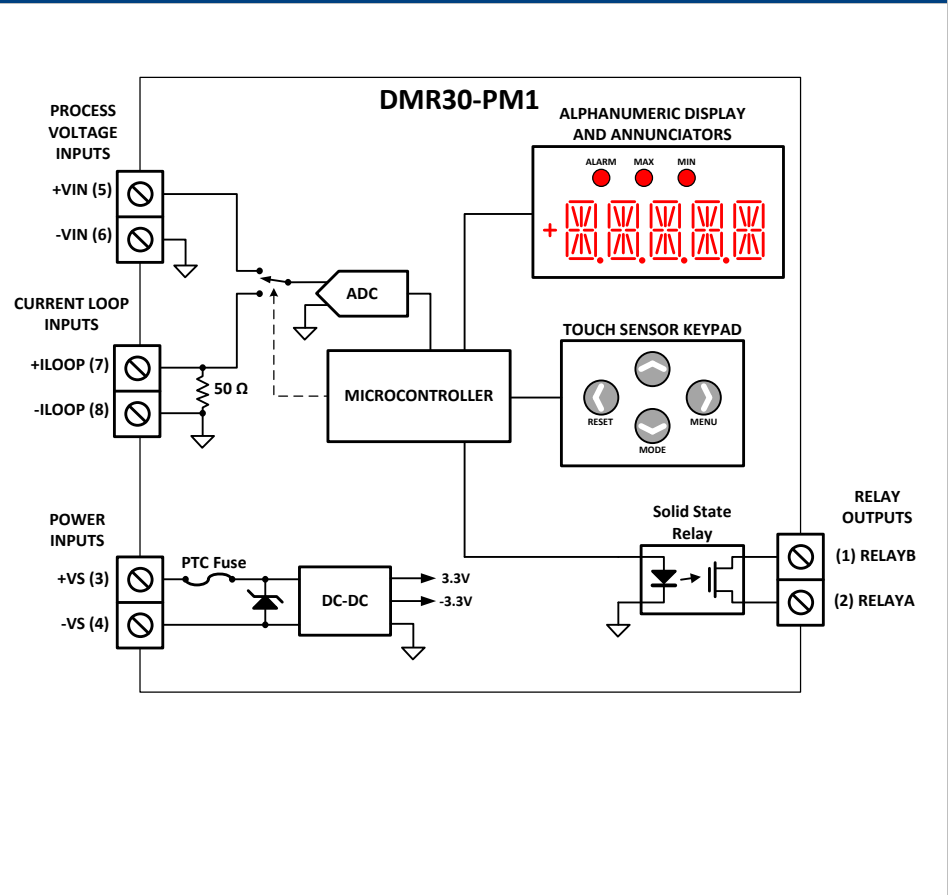 DMR30-PM1
PROCESS
VOLTAGE
INPUTS
+VIN (5)
-VIN (6)
CURRENT LOOP
INPUTS
+ILOOP (7)
-ILOOP (8)
50 Ω
ADC
MICROCONTROLLER
ALPHANUMERIC DISPLAY
AND ANNUNCIATORS
ALARM MAX MIN
+
TOUCH SENSOR KEYPAD
RESET
MENU
MODE
POWER
INPUTS
+VS (3)
-VS (4)
PTC Fuse
DC-DC
3.3V
-3.3V
Solid State
Relay
RELAY
OUTPUTS
(1) RELAYB
(2) RELAYA